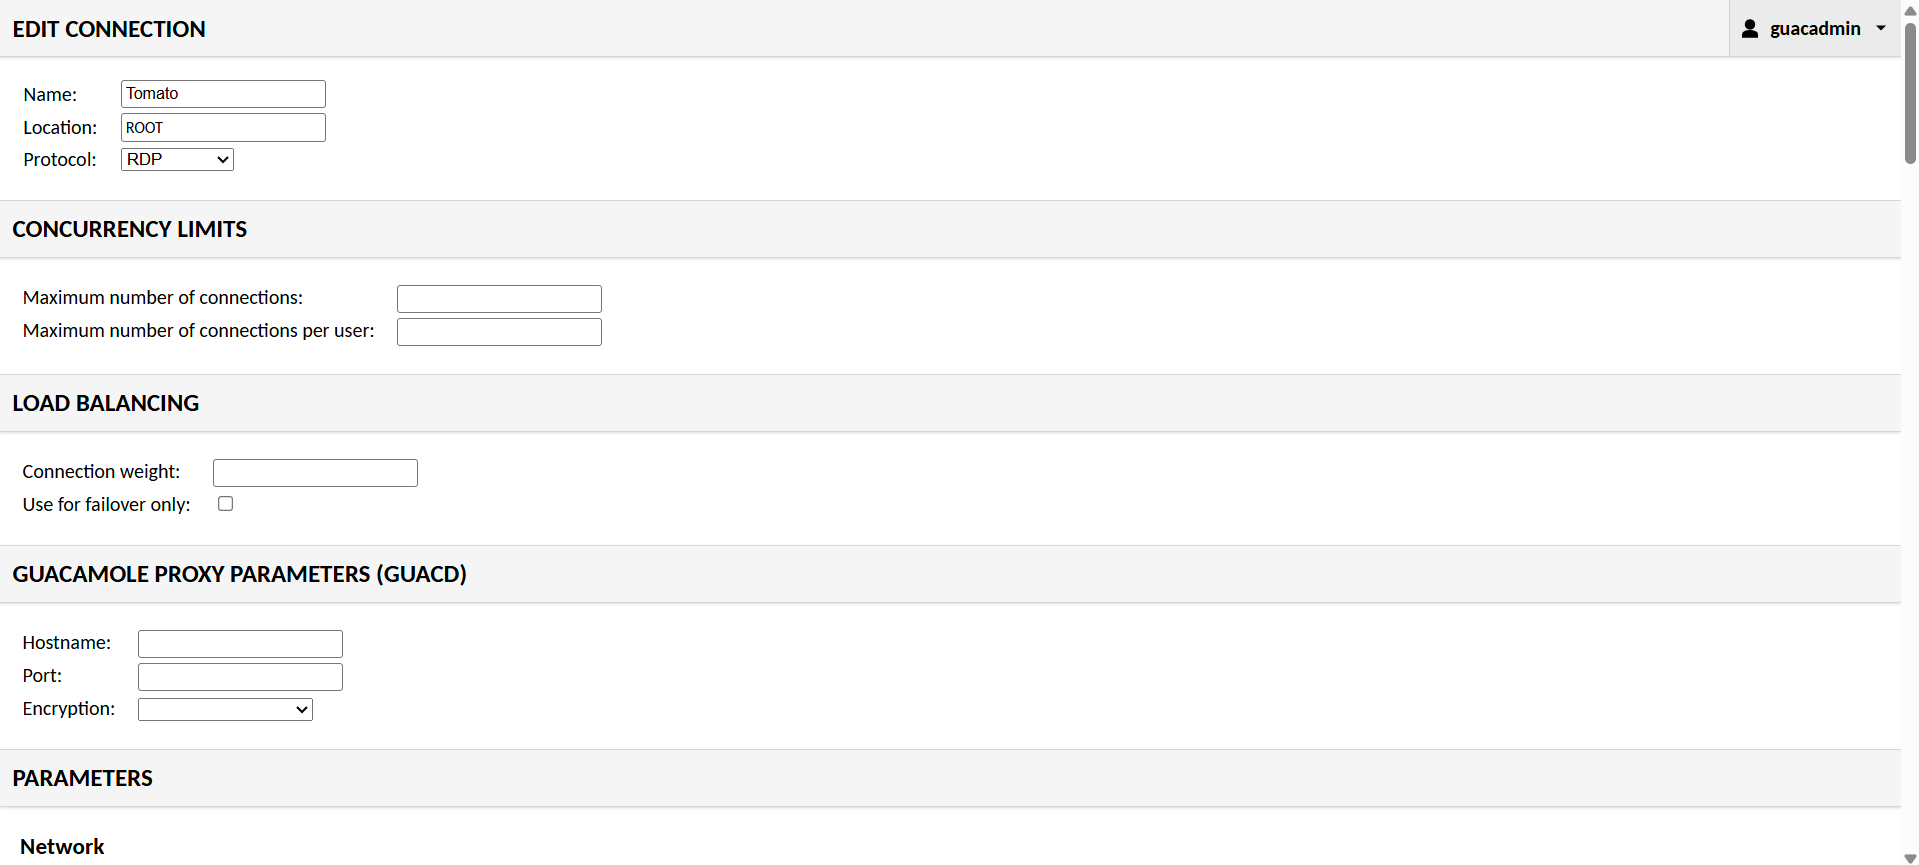 EDIT CONNECTION
guacadmin
Name: Tomato
Location: ROOT
Protocol: RDP
CONCURRENCY LIMITS
Maximum number of connections:
Maximum number of connections per user:
LOAD BALANCING
Connection weight:
Use for failover only:
GUACAMOLE PROXY PARAMETERS (GUACD)
Hostname:
Port:
Encryption:
PARAMETERS
Network